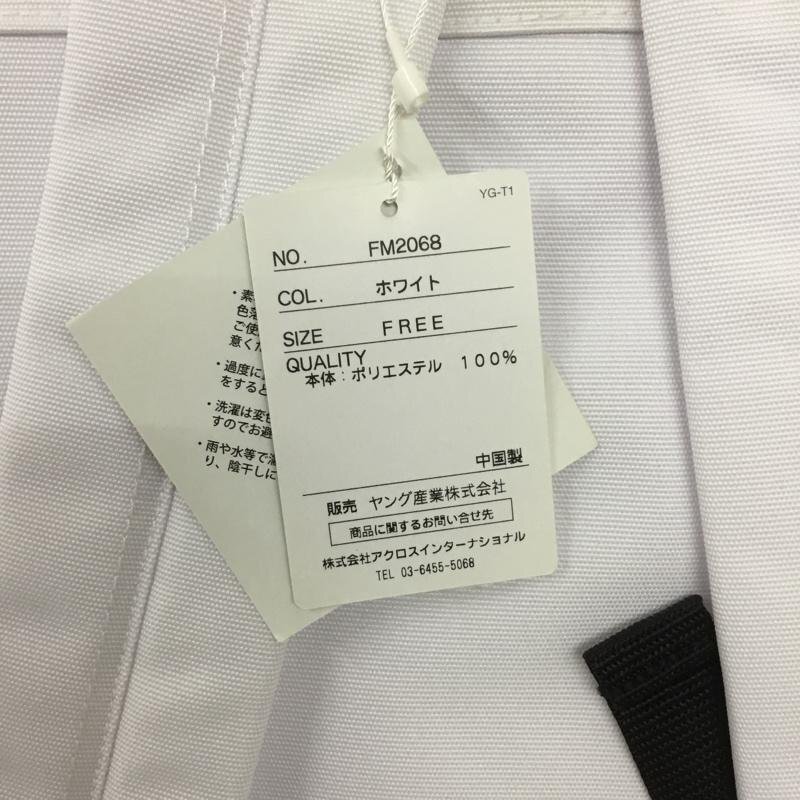 YG-T1
NO. FM2068
COL. ホワイト
SIZE FREE
QUALITY
本体：ポリエステル 100%
中国製
販売 ヤング産業株式会社
商品に関するお問い合せ先
株式会社アクロスインターナショナル
TEL 03-6455-5068
・素
色落
ご使
意くだ
・過度に
をすると
・洗濯は変色
すのでお避
・雨や水等で濡
り、陰干しに